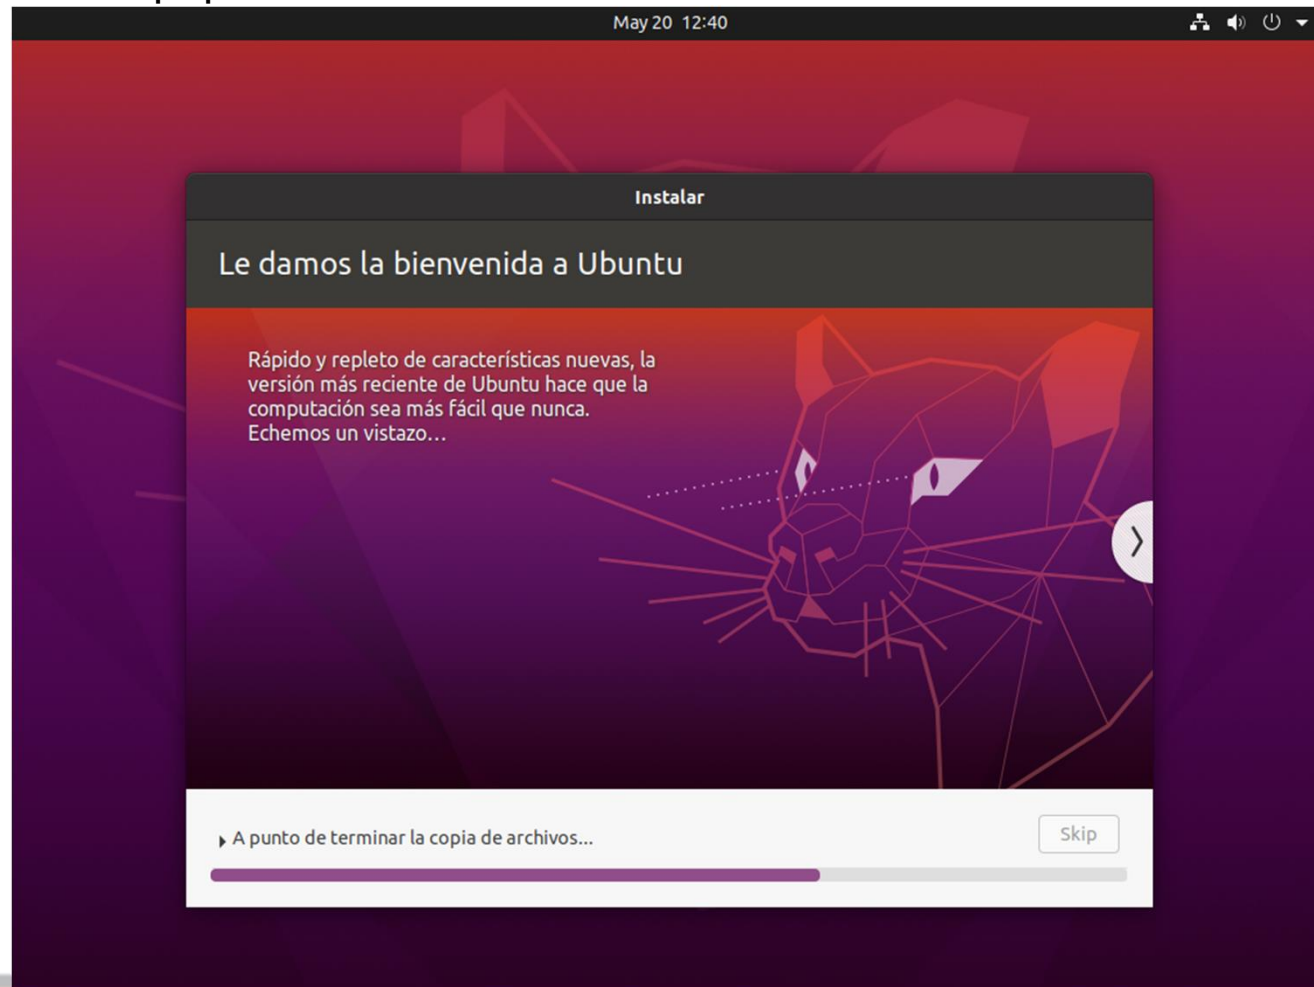 May 20 12:40
Instalar
Le damos la bienvenida a Ubuntu
Rápido y repleto de características nuevas, la
versión más reciente de Ubuntu hace que la
computación sea más fácil que nunca.
Echemos un vistazo...
A punto de terminar la copia de archivos...
Skip